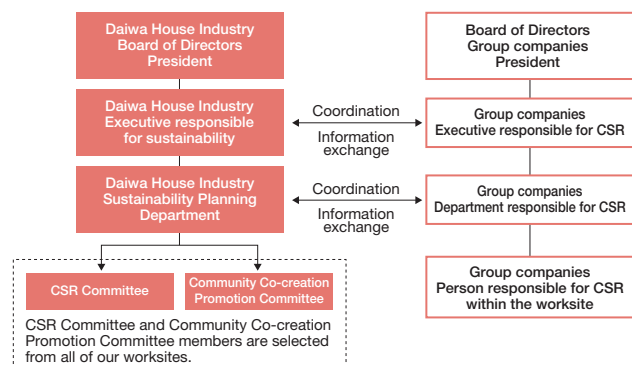 Daiwa House Industry
Board of Directors
President
Board of Directors
Group companies
President
Daiwa House Industry
Executive responsible
for sustainability
Coordination
Information
exchange
Group companies
Executive responsible for CSR
Daiwa House Industry
Sustainability Planning
Department
Coordination
Information
exchange
Group companies
Department responsible for CSR
CSR Committee
Community Co-creation
Promotion Committee
Group companies
Person responsible for CSR
within the worksite
CSR Committee and Community Co-creation
Promotion Committee members are selected
from all of our worksites.